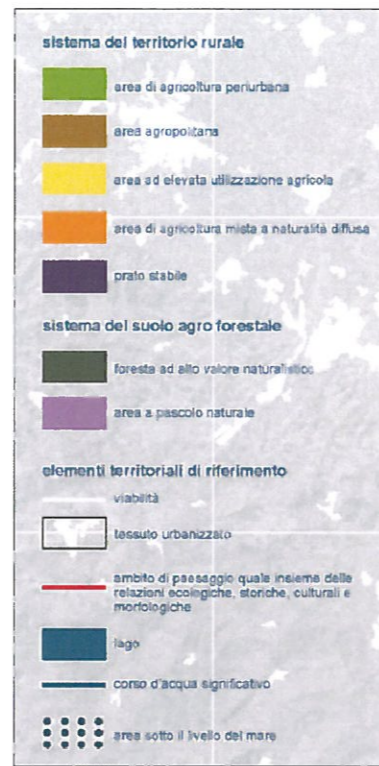 sistema del territorio rurale
area di agricoltura periurbana
area agropolitana
area ad elevata utilizzazione agricola
area di agricoltura mista a naturalità diffusa
prato stabile
sistema del suolo agro forestale
foresta ad alto valore naturalistico
area a pascolo naturale
elementi territoriali di riferimento
viabilità
tessuto urbanizzato
ambito di paesaggio quale insieme delle
relazioni ecologiche, storiche, culturali e
morfologiche
lago
corso d'acqua significativo
area sotto il livello del mare